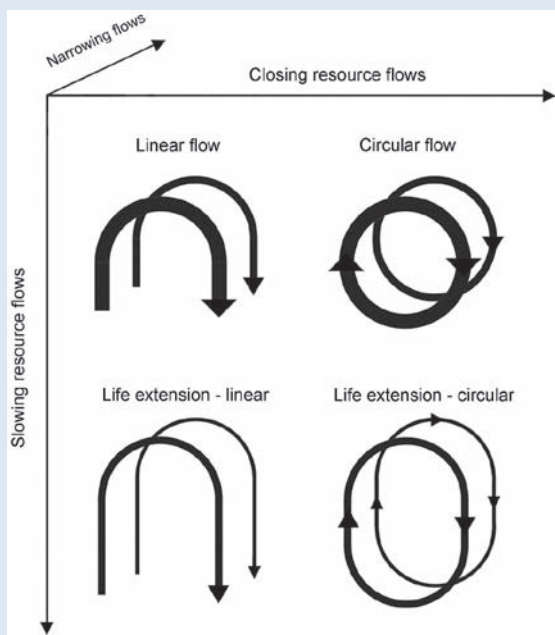 Narrowing flows
Closing resource flows
Linear flow
Circular flow
Slowing resource flows
Life extension - linear
Life extension - circular